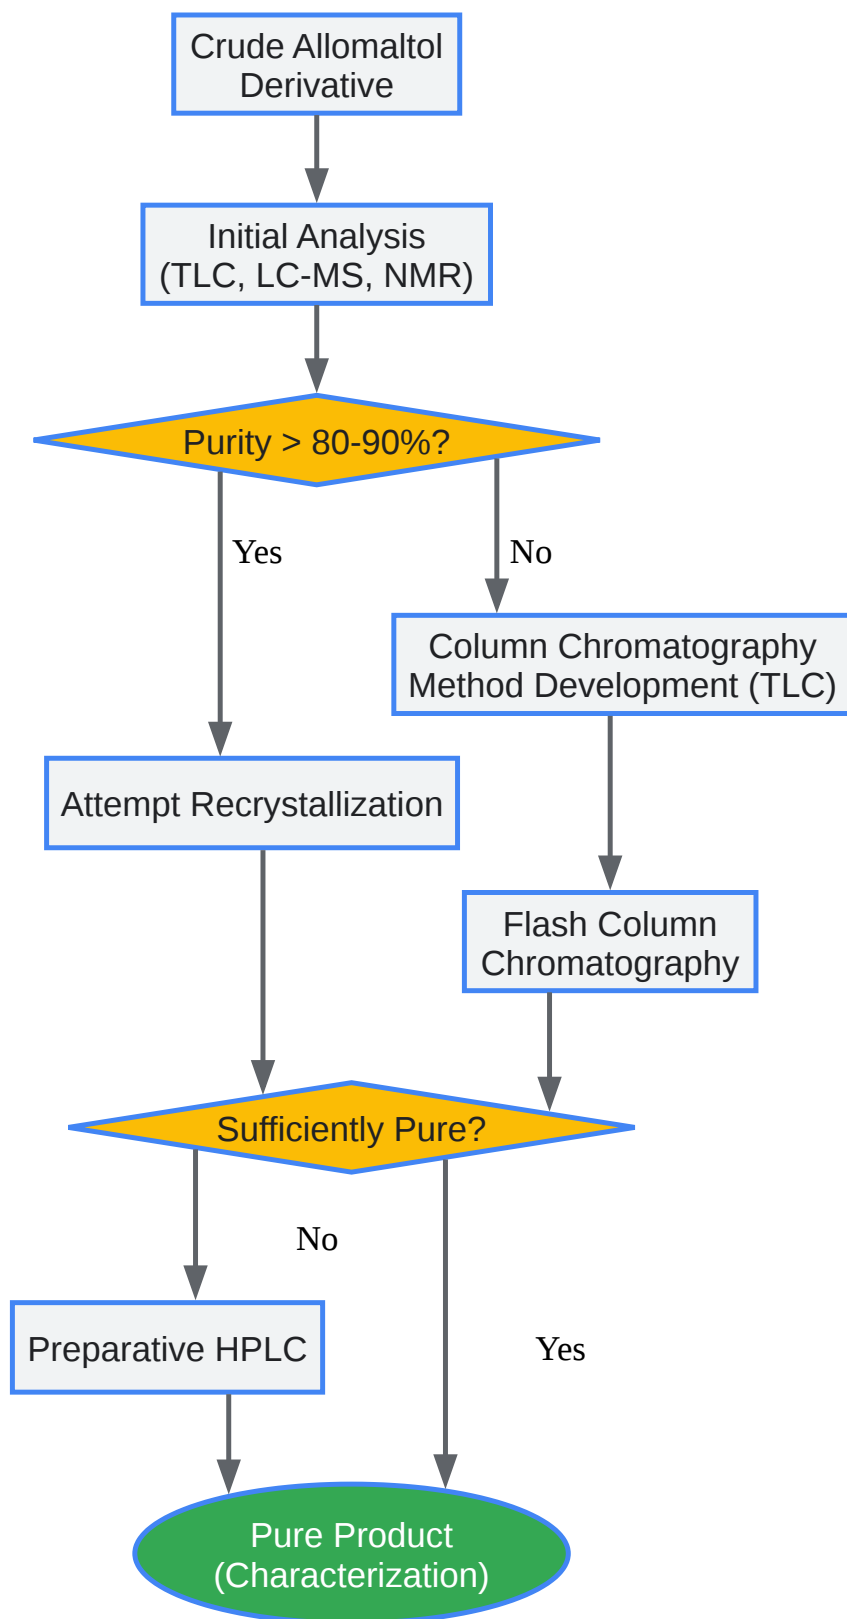 Crude Allomaltol
Derivative
Initial Analysis
(TLC, LC-MS, NMR)
Purity > 80-90%?
Yes
No
Column Chromatography
Method Development (TLC)
Attempt Recrystallization
Flash Column
Chromatography
Sufficiently Pure?
No
Preparative HPLC
Yes
Pure Product
(Characterization)